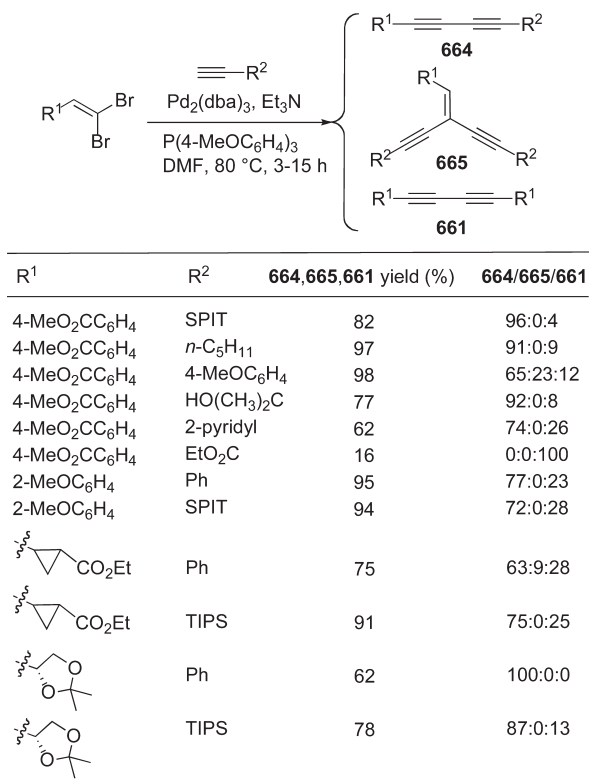 R¹ Br Br
≡—R²
Pd₂(dba)₃, Et₃N
P(4-MeOC₆H₄)₃
DMF, 80 °C, 3-15 h
R¹ R²
664
R¹
R² R²
665
R¹ R¹
661
R¹ R² 664,665,661 yield (%) 664/665/661
4-MeO₂CC₆H₄ SPIT 82 96:0:4
4-MeO₂CC₆H₄ n-C₅H₁₁ 97 91:0:9
4-MeO₂CC₆H₄ 4-MeOC₆H₄ 98 65:23:12
4-MeO₂CC₆H₄ HO(CH₃)₂C 77 92:0:8
4-MeO₂CC₆H₄ 2-pyridyl 62 74:0:26
4-MeO₂CC₆H₄ EtO₂C 16 0:0:100
2-MeOC₆H₄ Ph 95 77:0:23
2-MeOC₆H₄ SPIT 94 72:0:28
CO₂Et Ph 75 63:9:28
CO₂Et TIPS 91 75:0:25
O O Ph 62 100:0:0
O O TIPS 78 87:0:13